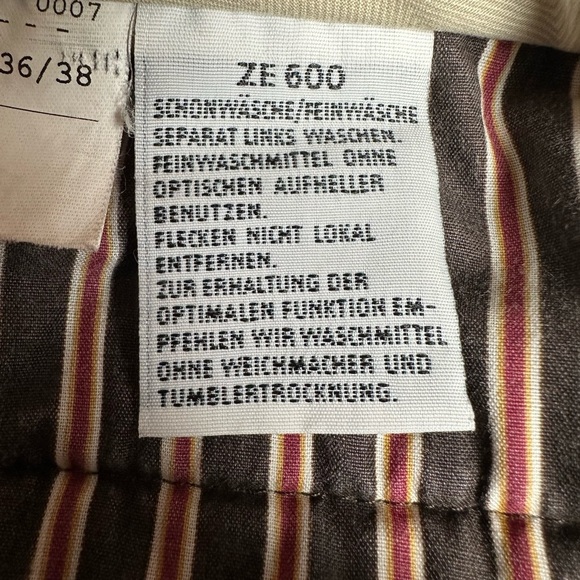 0007
36/38
ZE 600
SCHONWÄSCHE/FEINWÄSCHE
SEPARAT LINKS WASCHEN.
FEINWASCHMITTEL OHNE
OPTISCHEN AUFHELLER
BENUTZEN.
FLECKEN NICHT LOKAL
ENTFERNEN.
ZUR ERHALTUNG DER
OPTIMALEN FUNKTION EM-
PFEHLEN WIR WASCHMITTEL
OHNE WEICHMACHER UND
TUMBLERTROCKNUNG.